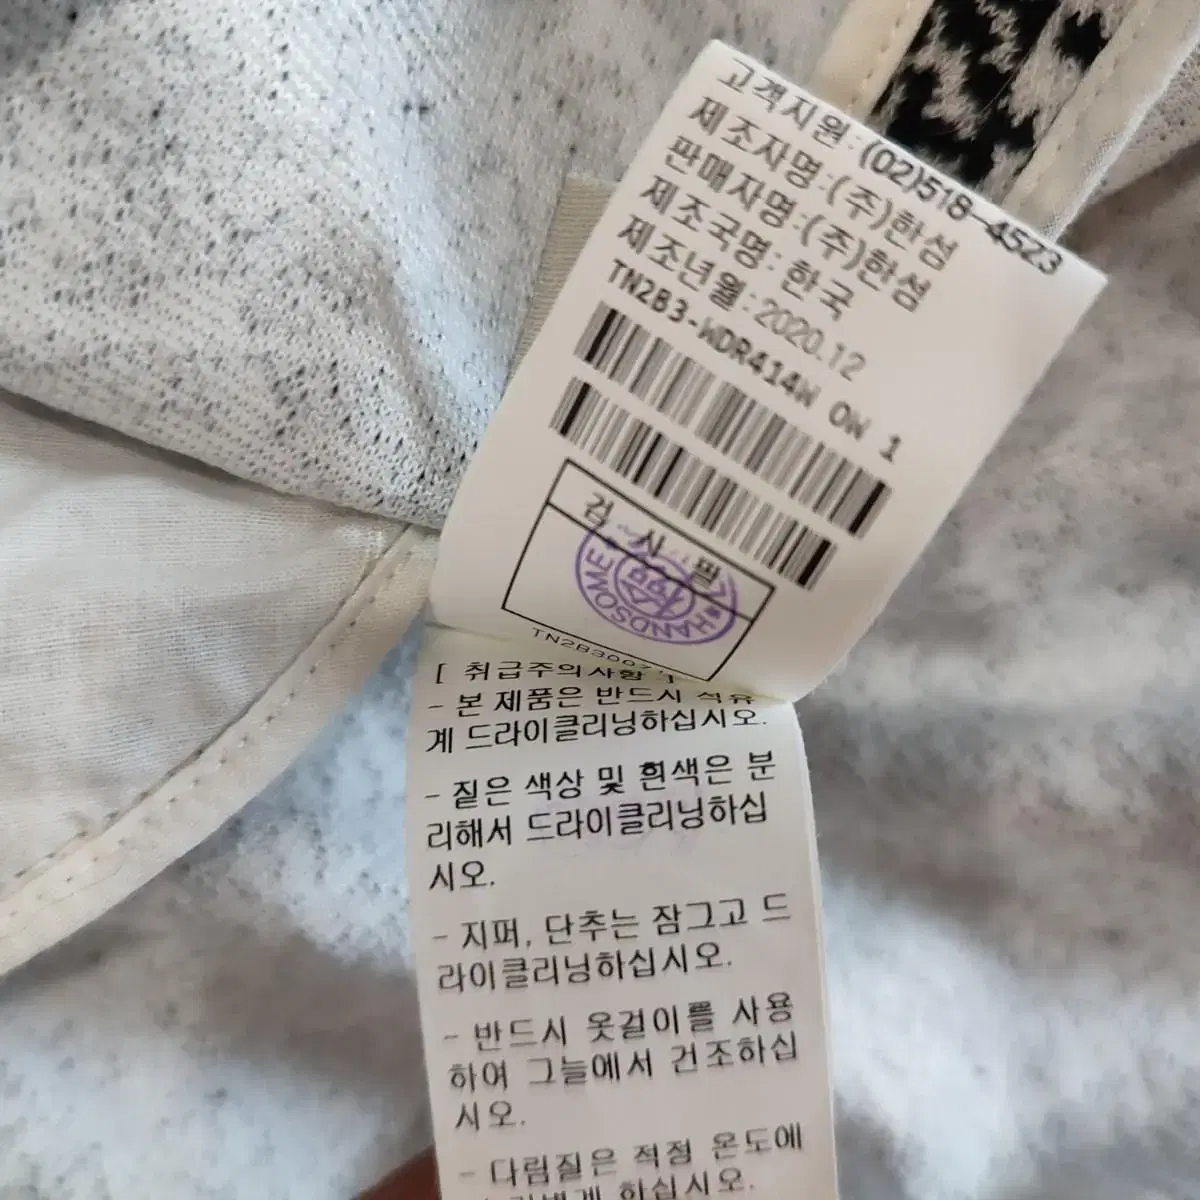 고객지원:(02)518-4523
제조자명:(주)한섬
판매자명:(주)한섬
제조국명:한국
제조년월:2020.12
TN2B3-WDR414W OW 1
검 사 필
HANDSOME
[ 취급주의사항 ]
- 본 제품은 반드시 석유
계 드라이클리닝하십시오.
- 짙은 색상 및 흰색은 분
리해서 드라이클리닝하십
시오.
- 지퍼, 단추는 잠그고 드
라이클리닝하십시오.
- 반드시 옷걸이를 사용
하여 그늘에서 건조하십
시오.
- 다림질은 적점 온도에
하십시오.